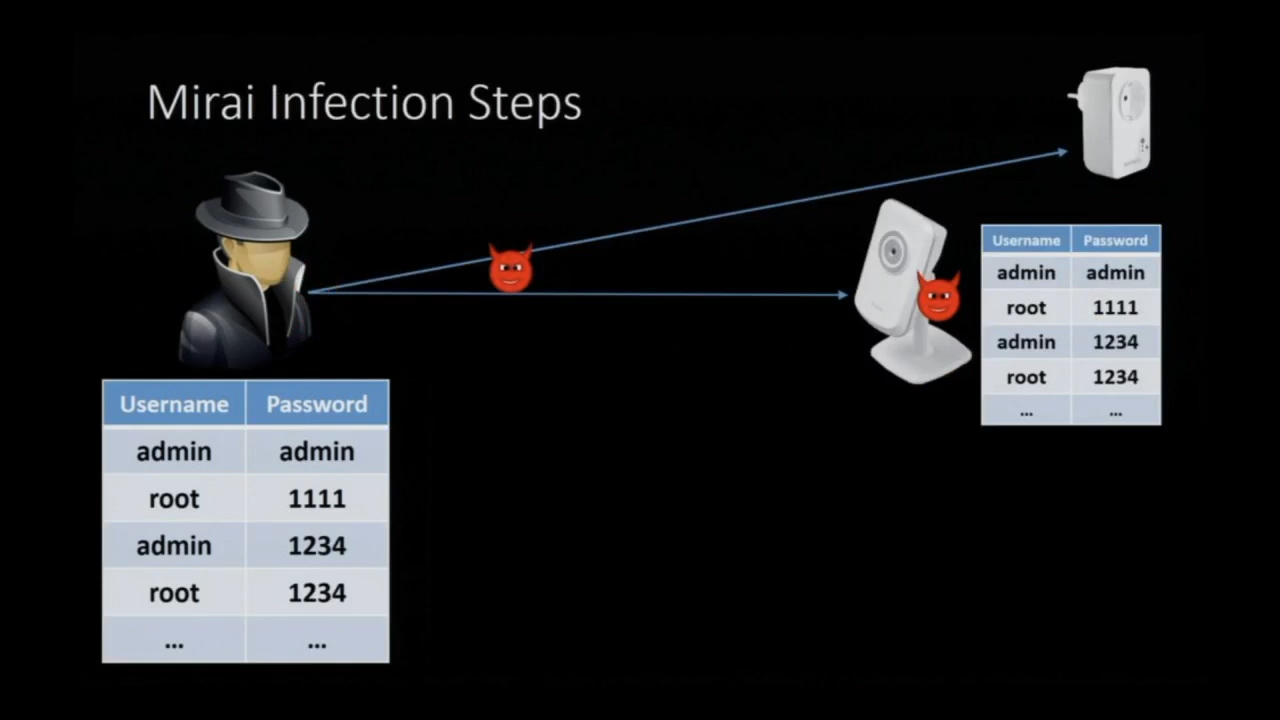 Mirai Infection Steps
Username Password
admin admin
root 1111
admin 1234
root 1234
... ...
Username Password
admin admin
root 1111
admin 1234
root 1234
... ...